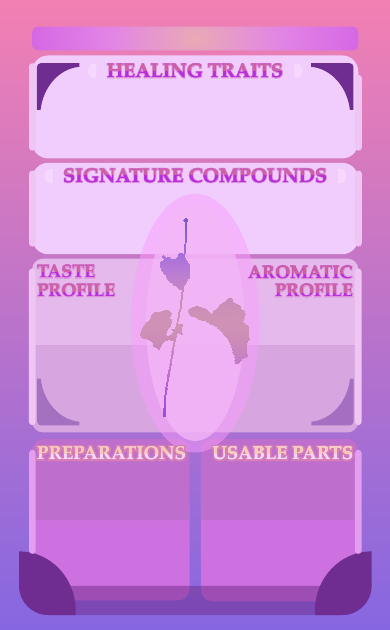 HEALING TRAITS
SIGNATURE COMPOUNDS
TASTE
PROFILE
AROMATIC
PROFILE
PREPARATIONS
USABLE PARTS